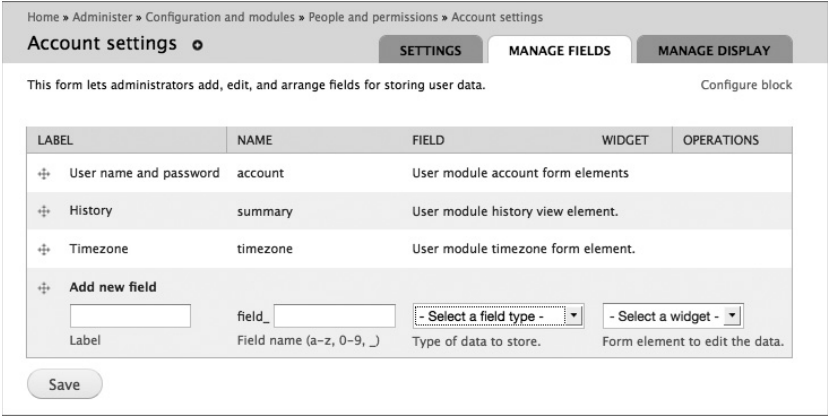 Home » Administer » Configuration and modules » People and permissions » Account settings
Account settings
SETTINGS MANAGE FIELDS MANAGE DISPLAY
This form lets administrators add, edit, and arrange fields for storing user data. Configure block
LABEL NAME FIELD WIDGET OPERATIONS
User name and password account User module account form elements
History summary User module history view element.
Timezone timezone User module timezone form element.
Add new field
field_ - Select a field type - - Select a widget -
Label Field name (a-z, 0-9, _) Type of data to store. Form element to edit the data.
Save